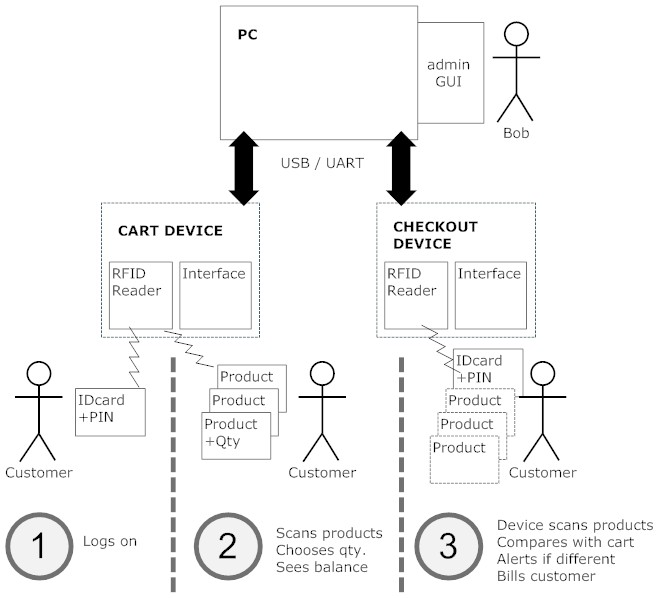 PC
admin
GUI
Bob
USB / UART
CART DEVICE
RFID
Reader
Interface
CHECKOUT
DEVICE
RFID
Reader
Interface
IDcard
+PIN
Customer
Product
Product
Product
+Qty
Customer
IDcard
+PIN
Product
Product
Product
Customer
1
Logs on
2
Scans products
Chooses qty.
Sees balance
3
Device scans products
Compares with cart
Alerts if different
Bills customer